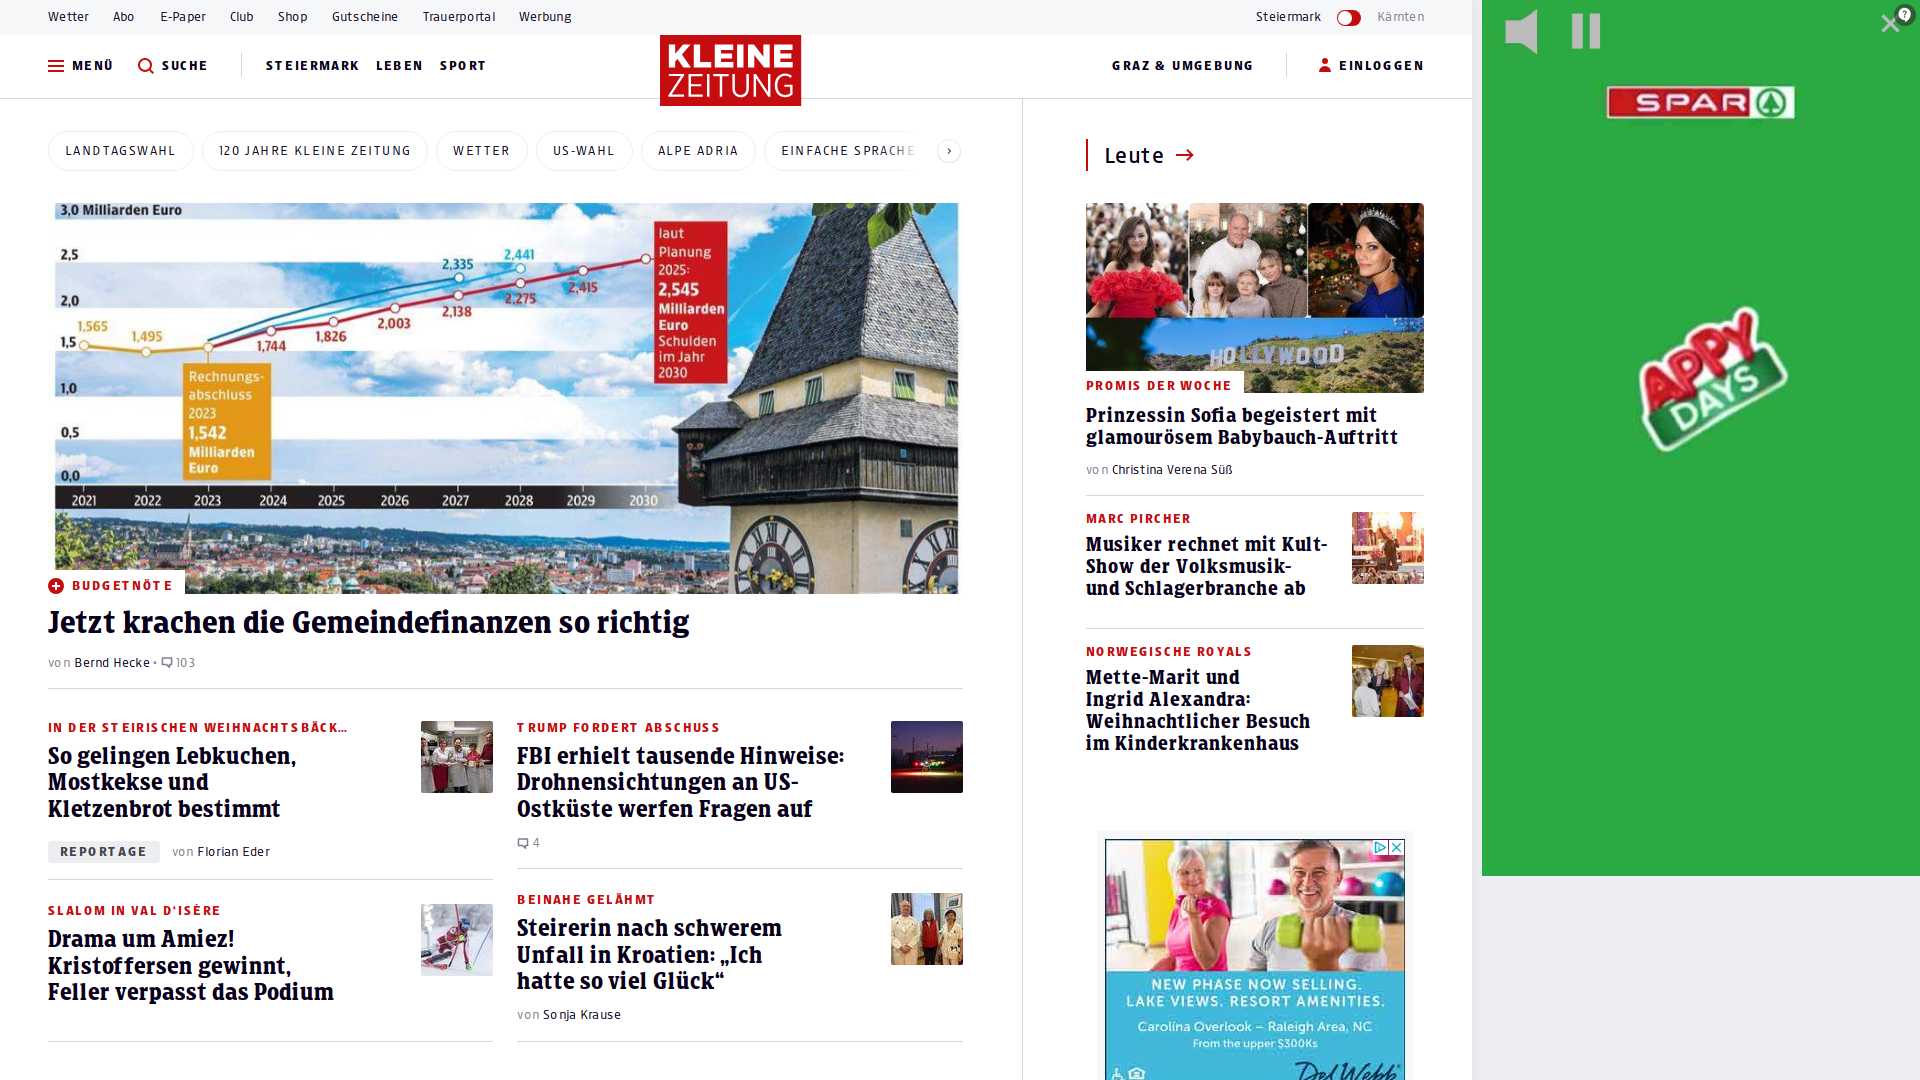 Wetter Abo E-Paper Club Shop Gutscheine Trauerportal Werbung
Steiermark Kärnten
MENÜ SUCHE STEIERMARK LEBEN SPORT
KLEINE
ZEITUNG
GRAZ & UMGEBUNG EINLOGGEN
LANDTAGSWAHL 120 JAHRE KLEINE ZEITUNG WETTER US-WAHL ALPE ADRIA EINFACHE SPRACHE
3,0 Milliarden Euro
2,5
2,0
1,5
1,0
0,5
0,0
1,565
1,495
1,744
1,826
2,003
2,138
2,275
2,415
2,335
2,441
Rechnungs-
abschluss
2023
1,542
Milliarden
Euro
laut
Planung
2025:
2,545
Milliarden
Euro
Schulden
im Jahr
2030
2021 2022 2023 2024 2025 2026 2027 2028 2029 2030
BUDGETNÖTE
Jetzt krachen die Gemeindefinanzen so richtig
von Bernd Hecke • 103
IN DER STEIRISCHEN WEIHNACHTSBÄCK...
So gelingen Lebkuchen,
Mostkekse und
Kletzenbrot bestimmt
REPORTAGE von Florian Eder
SLALOM IN VAL D'ISÈRE
Drama um Amiez!
Kristoffersen gewinnt,
Feller verpasst das Podium
TRUMP FORDERT ABSCHUSS
FBI erhielt tausende Hinweise:
Drohnensichtungen an US-
Ostküste werfen Fragen auf
4
BEINAHE GELÄHMT
Steirerin nach schwerem
Unfall in Kroatien: „Ich
hatte so viel Glück“
von Sonja Krause
Leute
HOLLYWOOD
PROMIS DER WOCHE
Prinzessin Sofia begeistert mit
glamourösem Babybauch-Auftritt
von Christina Verena Süß
MARC PIRCHER
Musiker rechnet mit Kult-
Show der Volksmusik-
und Schlagerbranche ab
NORWEGISCHE ROYALS
Mette-Marit und
Ingrid Alexandra:
Weihnachtlicher Besuch
im Kinderkrankenhaus
NEW PHASE NOW SELLING.
LAKE VIEWS. RESORT AMENITIES.
Carolina Overlook – Raleigh Area, NC
From the upper $300Ks
Del Webb
SPAR
APPY
DAYS
?